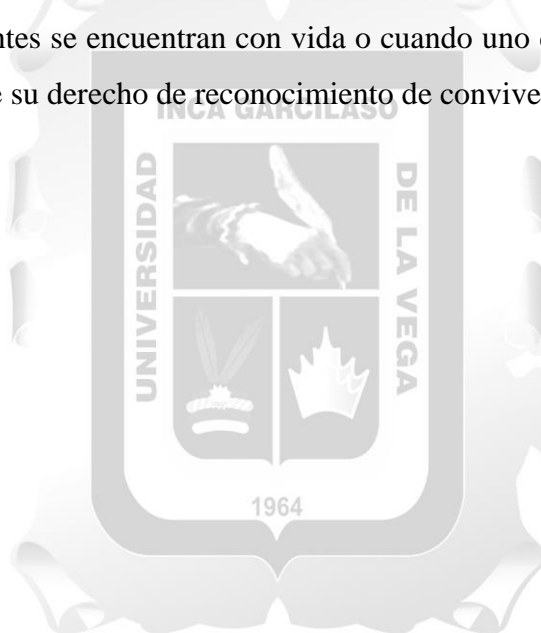 ntes se encuentran con vida o cuando uno
su derecho de reconocimiento de convive
INCA GARCILASO
UNIVERSIDAD
DE LA VEGA
1964